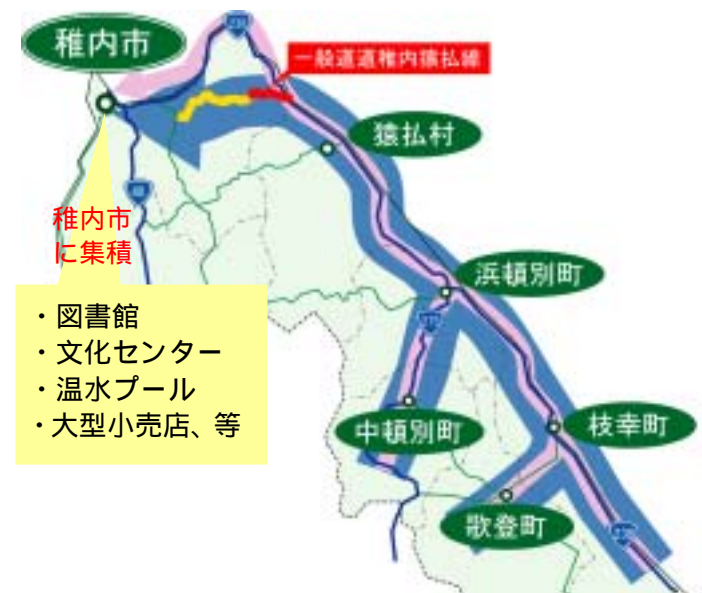 稚内市
一般道道稚内猿払線
猿払村
稚内市
に集積
浜頓別町
・図書館
・文化センター
・温水プール
・大型小売店、等
中頓別町
枝幸町
歌登町